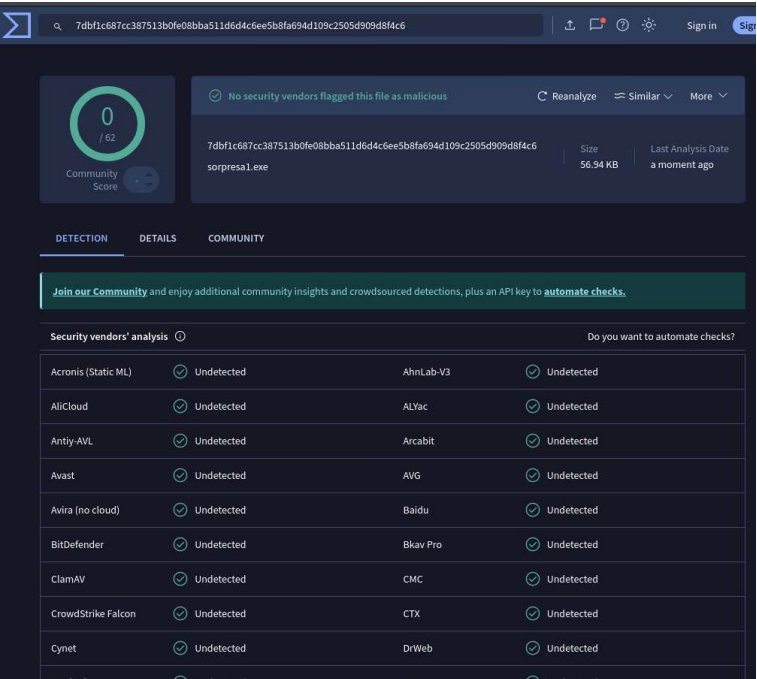 7dbf1c687cc387513b0fe08bba511d6d4c6ee5b8fa694d109c2505d909d8f4c6
Sign in
Sign
0
/ 62
Community
Score
No security vendors flagged this file as malicious
Reanalyze
Similar
More
7dbf1c687cc387513b0fe08bba511d6d4c6ee5b8fa694d109c2505d909d8f4c6
sorpresa1.exe
Size
56.94 KB
Last Analysis Date
a moment ago
DETECTION DETAILS COMMUNITY
Join our Community and enjoy additional community insights and crowdsourced detections, plus an API key to automate checks.
Security vendors' analysis Do you want to automate checks?
Acronis (Static ML) Undetected AhnLab-V3 Undetected
AliCloud Undetected ALYac Undetected
Antiy-AVL Undetected Arcabit Undetected
Avast Undetected AVG Undetected
Avira (no cloud) Undetected Baidu Undetected
BitDefender Undetected Bkav Pro Undetected
ClamAV Undetected CMC Undetected
CrowdStrike Falcon Undetected CTX Undetected
Cynet Undetected DrWeb Undetected